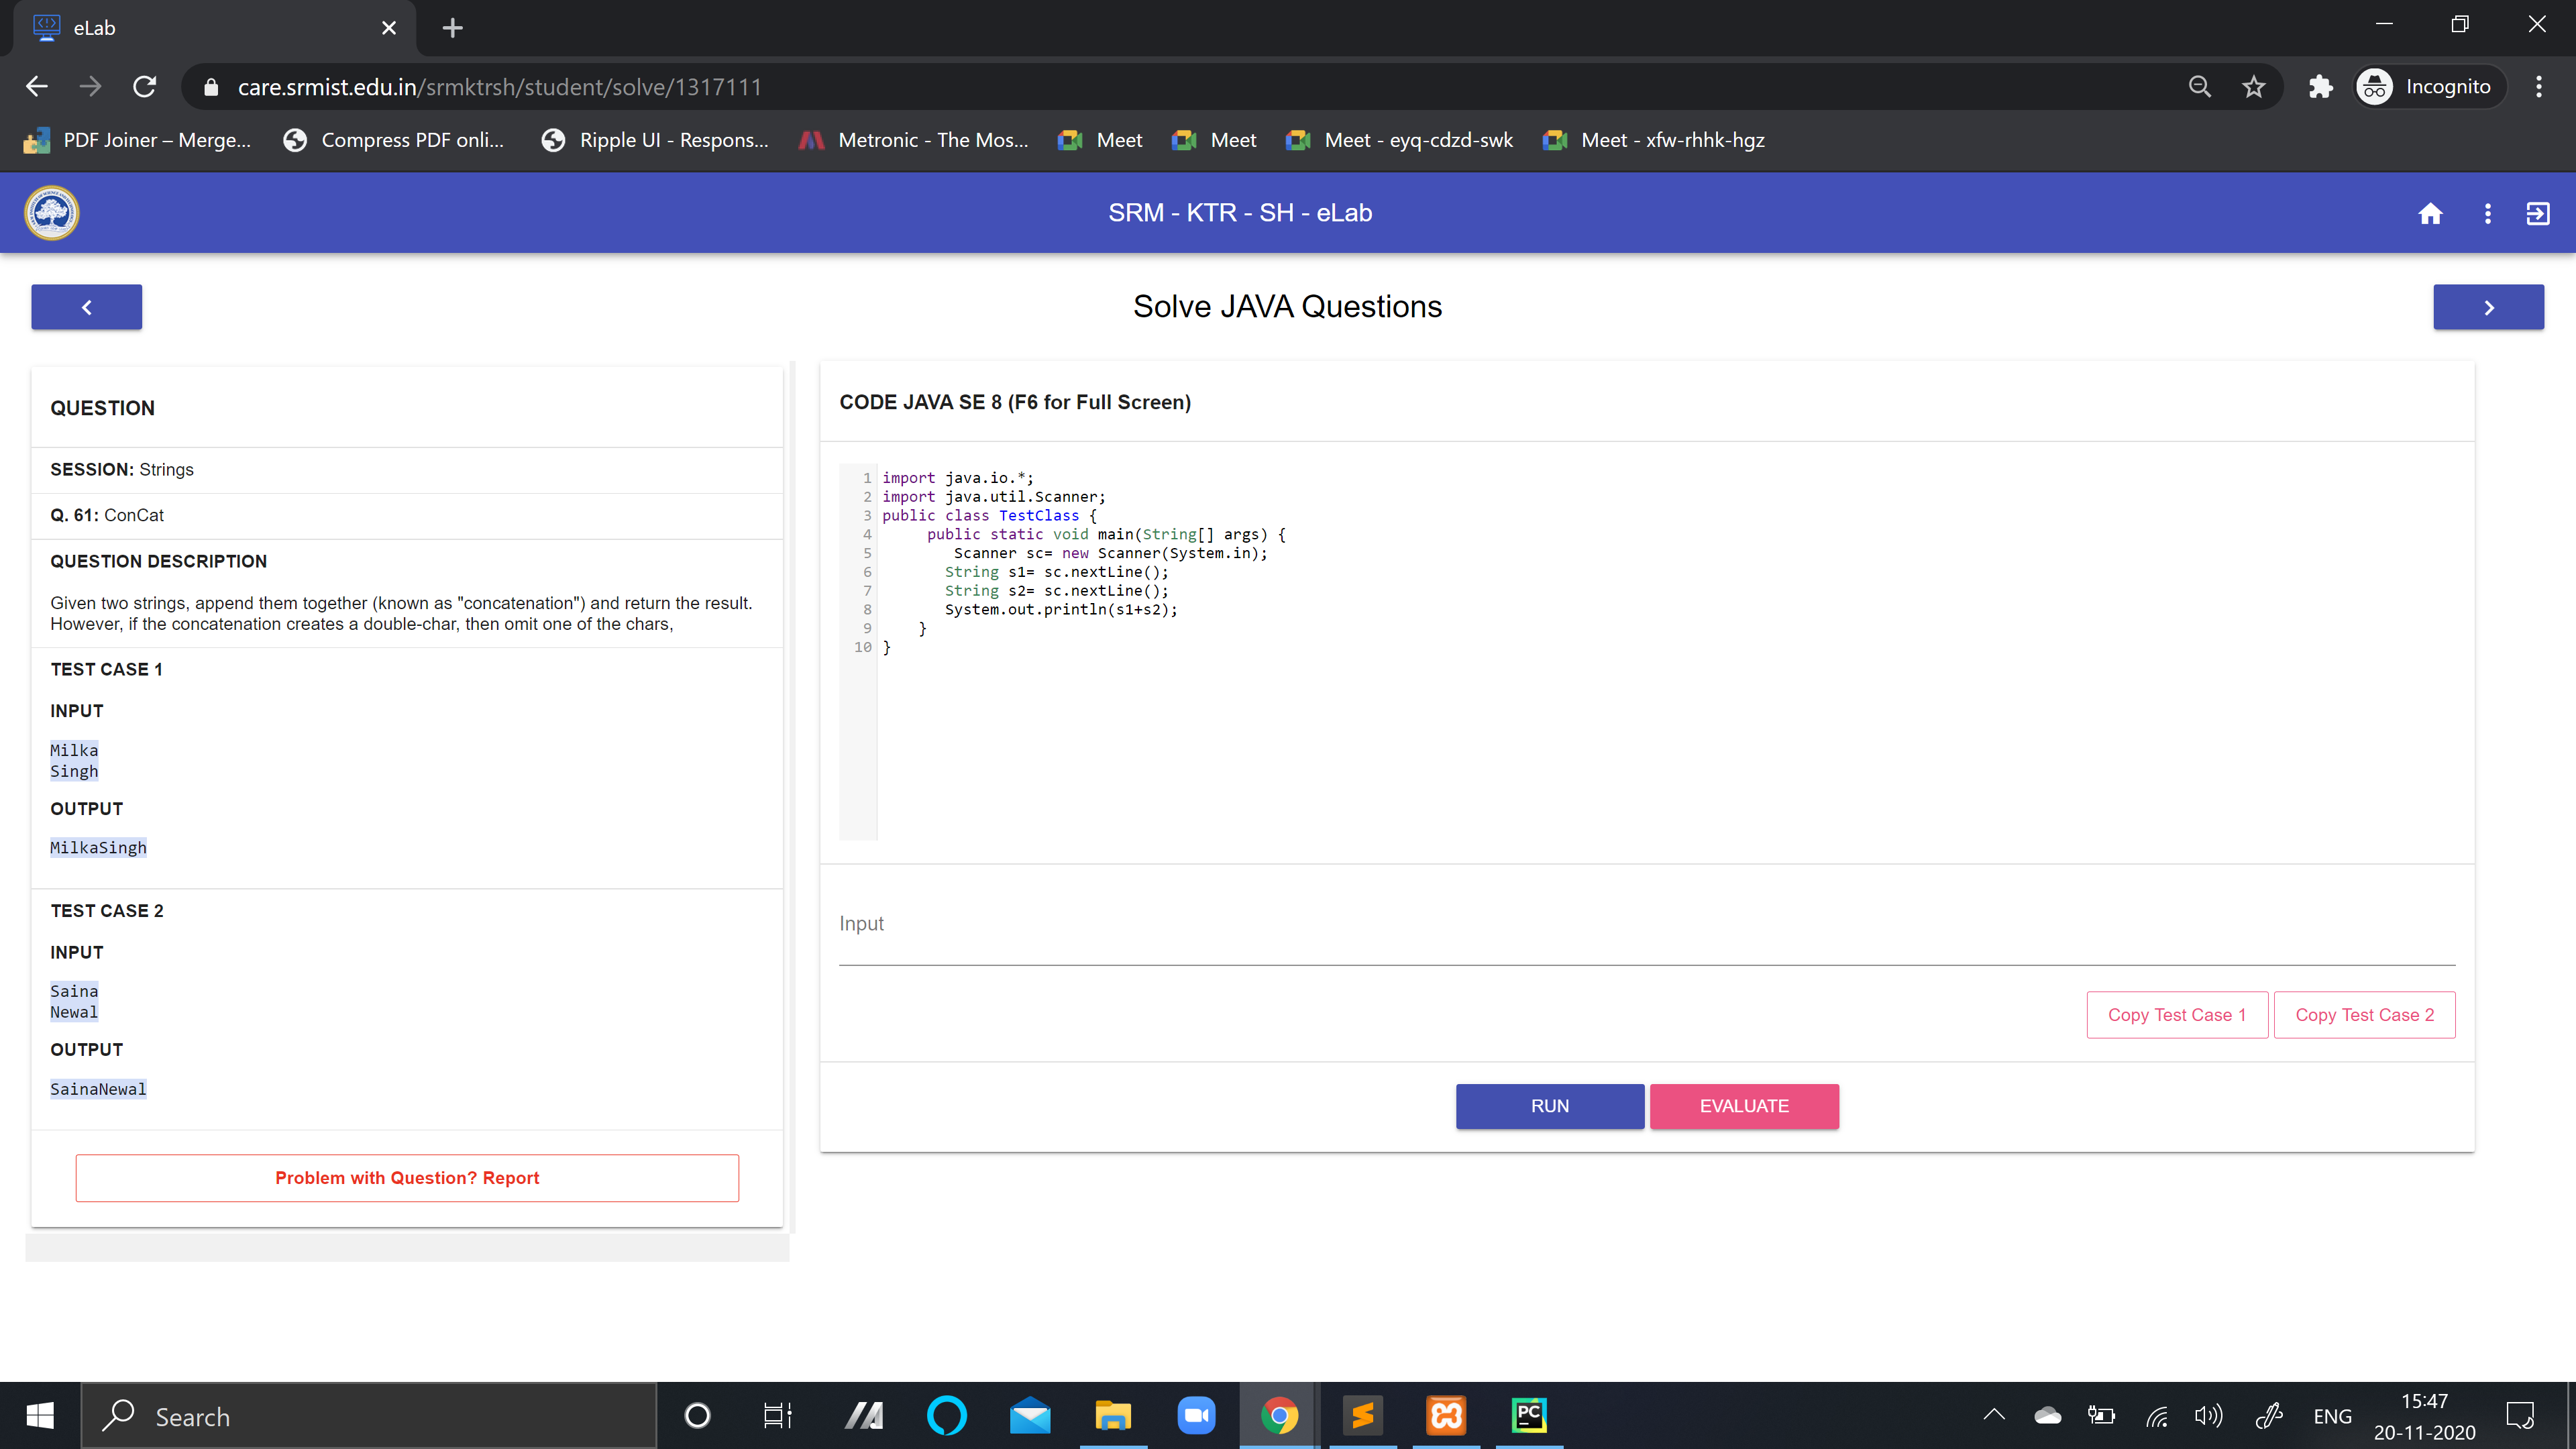 eLab
care.srmist.edu.in/srmktrsh/student/solve/1317111
Incognito
PDF Joiner – Merge...
Compress PDF onli...
Ripple UI - Respons...
Metronic - The Mos...
Meet
Meet
Meet - eyq-cdzd-swk
Meet - xfw-rhhk-hgz
SRM - KTR - SH - eLab
Solve JAVA Questions
QUESTION
SESSION: Strings
Q. 61: ConCat
QUESTION DESCRIPTION
Given two strings, append them together (known as "concatenation") and return the result.
However, if the concatenation creates a double-char, then omit one of the chars,
TEST CASE 1
INPUT
Milka
Singh
OUTPUT
MilkaSingh
TEST CASE 2
INPUT
Saina
Newal
OUTPUT
SainaNewal
Problem with Question? Report
CODE JAVA SE 8 (F6 for Full Screen)
1 import java.io.*;
2 import java.util.Scanner;
3 public class TestClass {
4 public static void main(String[] args) {
5 Scanner sc= new Scanner(System.in);
6 String s1= sc.nextLine();
7 String s2= sc.nextLine();
8 System.out.println(s1+s2);
9 }
10 }
Input
Copy Test Case 1
Copy Test Case 2
RUN
EVALUATE
Search
PC
ENG
15:47
20-11-2020